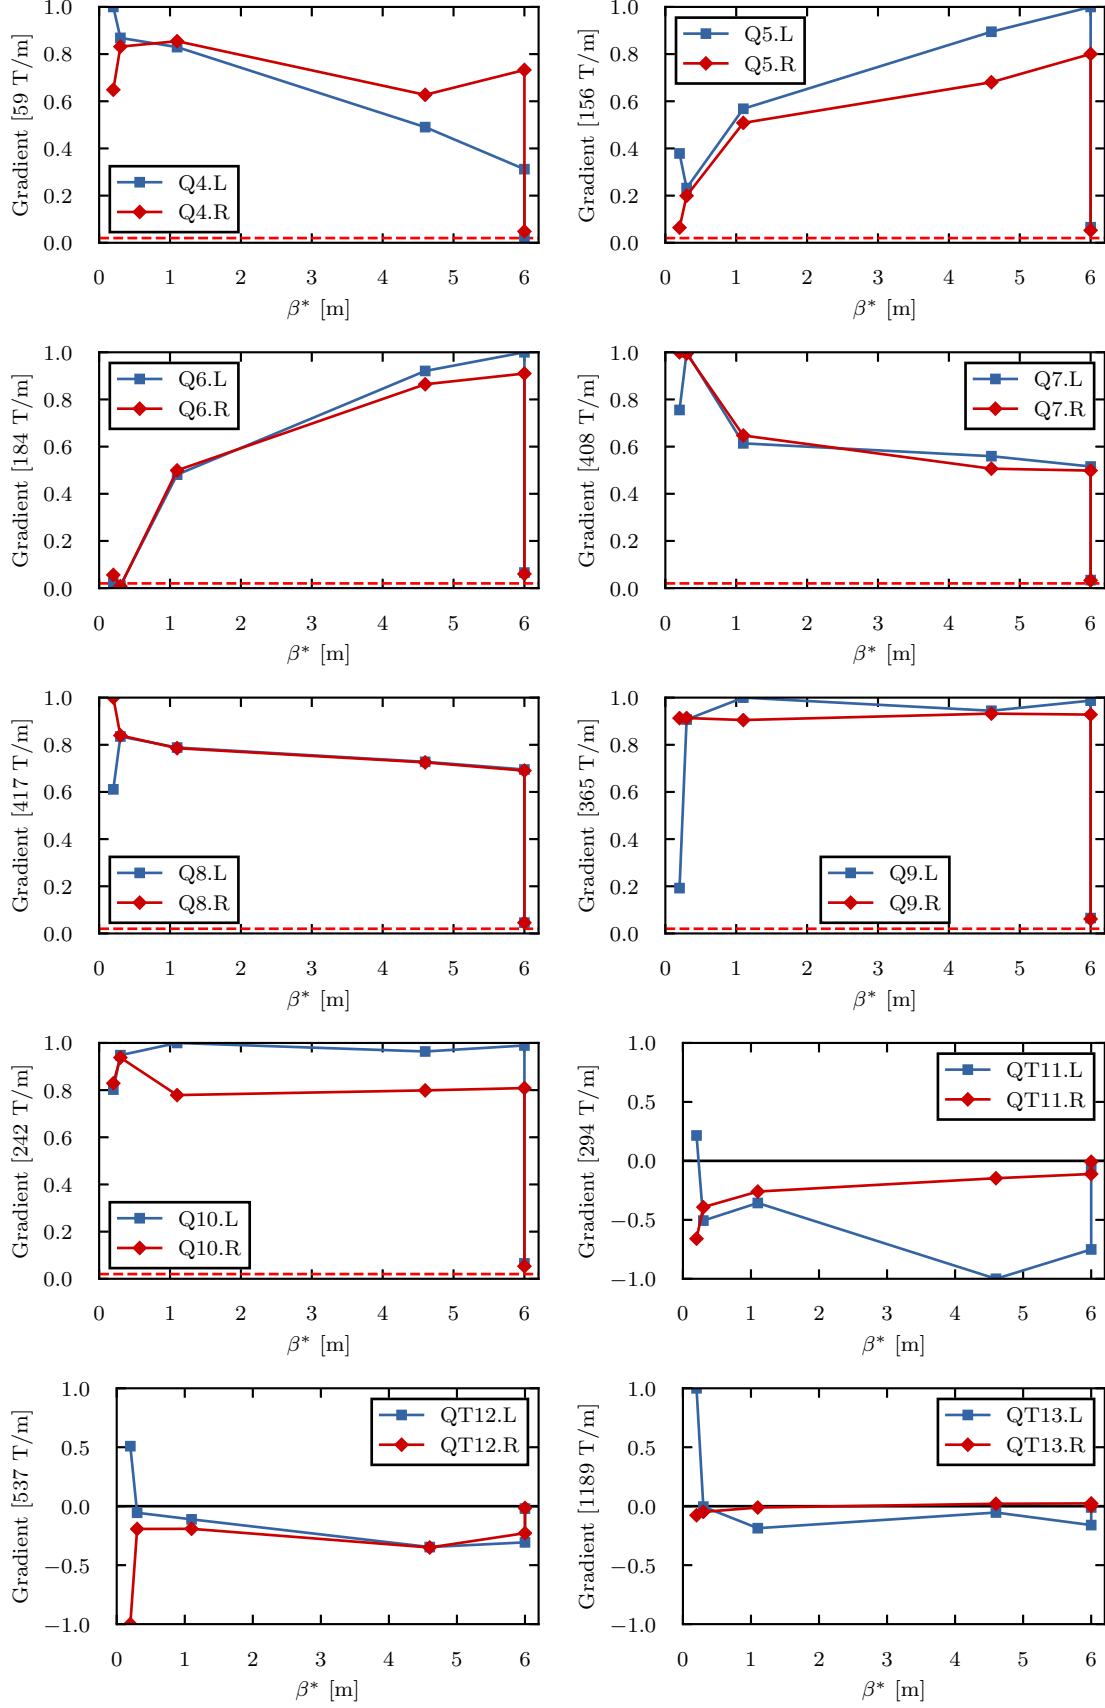 1.0
0.8
0.6
0.4
0.2
0.0
Gradient [59 T/m]
Q4.L
Q4.R
0 1 2 3 4 5 6
β* [m]
1.0
0.8
0.6
0.4
0.2
0.0
Gradient [156 T/m]
Q5.L
Q5.R
0 1 2 3 4 5 6
β* [m]
1.0
0.8
0.6
0.4
0.2
0.0
Gradient [184 T/m]
Q6.L
Q6.R
0 1 2 3 4 5 6
β* [m]
1.0
0.8
0.6
0.4
0.2
0.0
Gradient [408 T/m]
Q7.L
Q7.R
0 1 2 3 4 5 6
β* [m]
1.0
0.8
0.6
0.4
0.2
0.0
Gradient [417 T/m]
Q8.L
Q8.R
0 1 2 3 4 5 6
β* [m]
1.0
0.8
0.6
0.4
0.2
0.0
Gradient [365 T/m]
Q9.L
Q9.R
0 1 2 3 4 5 6
β* [m]
1.0
0.8
0.6
0.4
0.2
0.0
Gradient [242 T/m]
Q10.L
Q10.R
0 1 2 3 4 5 6
β* [m]
1.0
0.5
0.0
−0.5
−1.0
Gradient [294 T/m]
QT11.L
QT11.R
0 1 2 3 4 5 6
β* [m]
1.0
0.5
0.0
−0.5
−1.0
Gradient [537 T/m]
QT12.L
QT12.R
0 1 2 3 4 5 6
β* [m]
1.0
0.5
0.0
−0.5
−1.0
Gradient [1189 T/m]
QT13.L
QT13.R
0 1 2 3 4 5 6
β* [m]